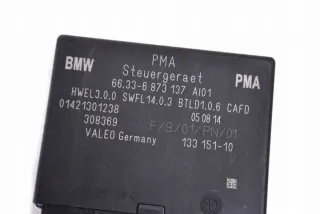 PMA
BMW Steuergeraet PMA
66.33-6 873 137 AI01
HWEL3.0.0 SWFL14.0.3 BTLD1.0.6 CAFD
01421301238 05.08.14
308369 F/B/01/PN/01
VALEO Germany 133 151-10